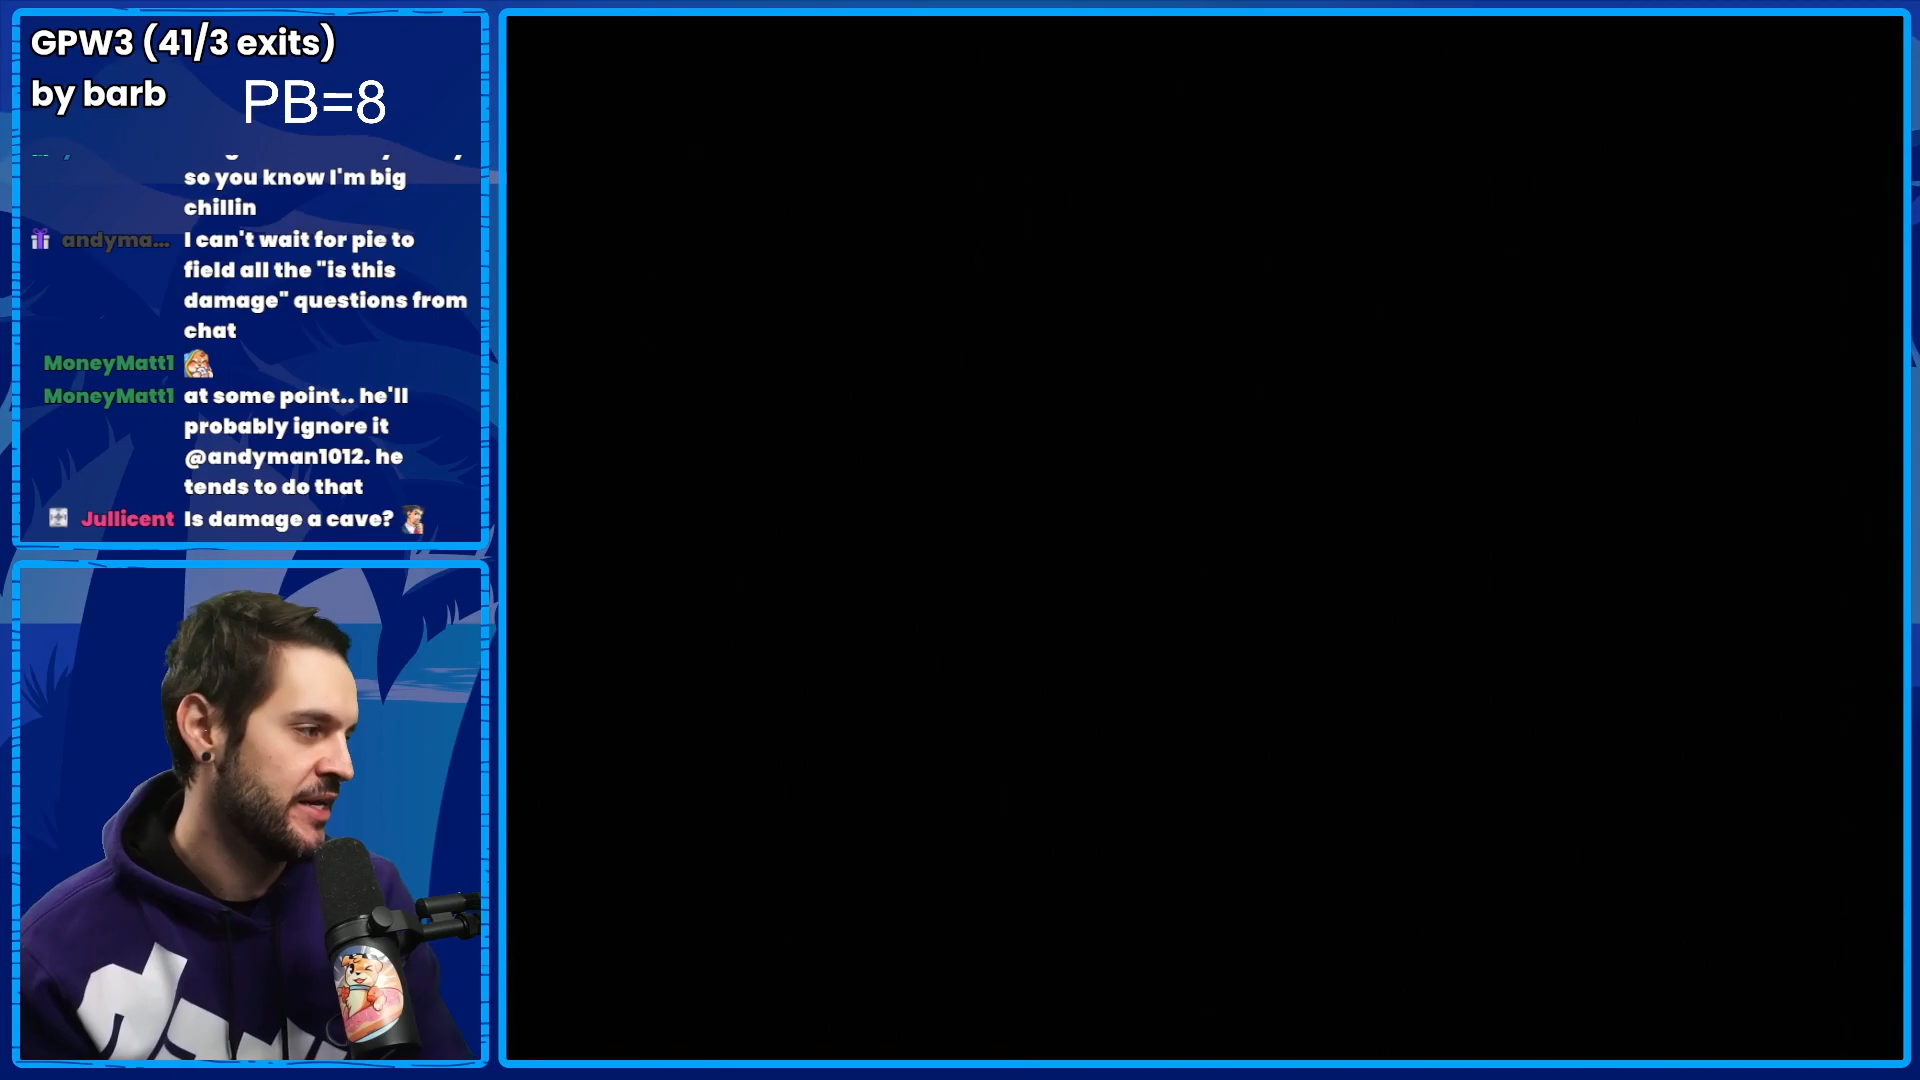 GPW3 (41/3 exits)
by barb
PB=8
so you know I'm big
chillin
andyma... I can't wait for pie to
field all the "is this
damage" questions from
chat
MoneyMatt1
MoneyMatt1 at some point.. he'll
probably ignore it
@andyman1012. he
tends to do that
Jullicent Is damage a cave?